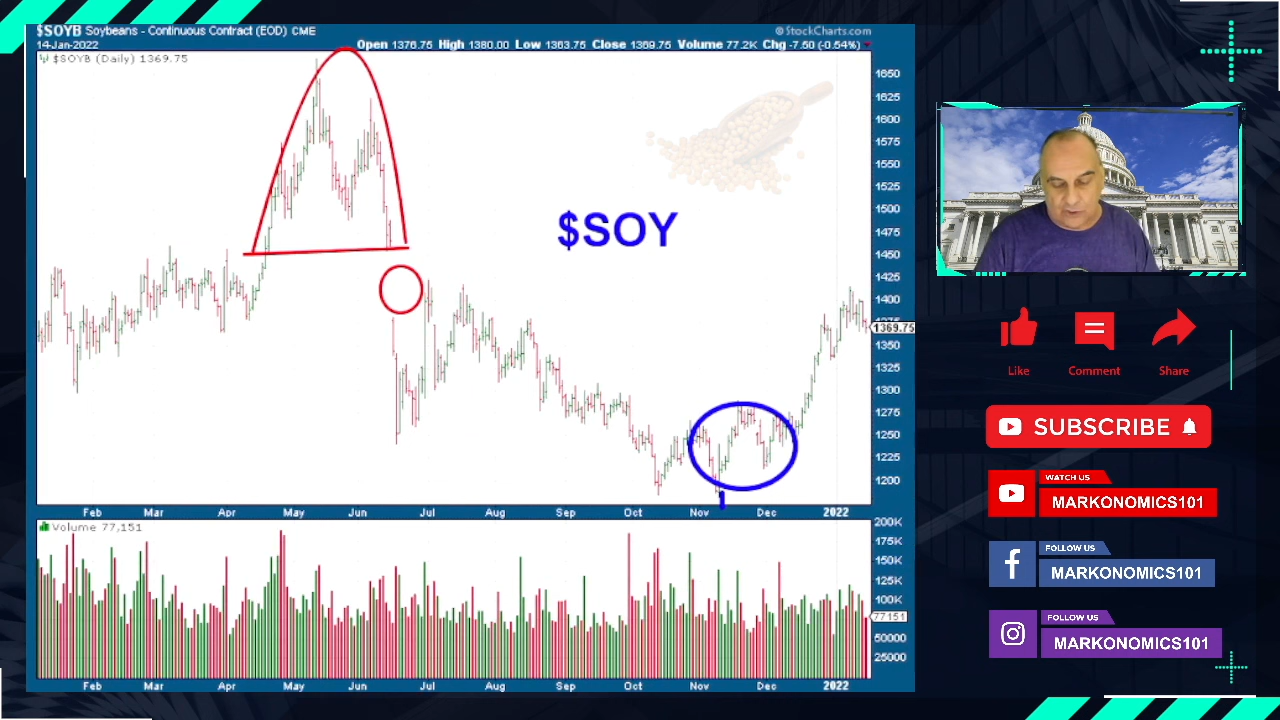 $SOYB Soybeans - Continuous Contract (EOD) CME
©StockCharts.com
14-Jan-2022
Open 1376.75 High 1380.00 Low 1363.75 Close 1369.75 Volume 77.2K Chg -7.50 (-0.54%)
$SOYB (Daily) 1369.75
1650
1625
1600
1575
1550
1525
1500
1475
1450
1425
1400
1375
1369.75
1350
1325
1300
1275
1250
1225
1200
$SOY
Feb Mar Apr May Jun Jul Aug Sep Oct Nov Dec 2022
Volume 77,151
200K
175K
150K
125K
100K
77151
50000
25000
Feb Mar Apr May Jun Jul Aug Sep Oct Nov Dec 2022
Like
Comment
Share
SUBSCRIBE
WATCH US
MARKONOMICS101
FOLLOW US
MARKONOMICS101
FOLLOW US
MARKONOMICS101